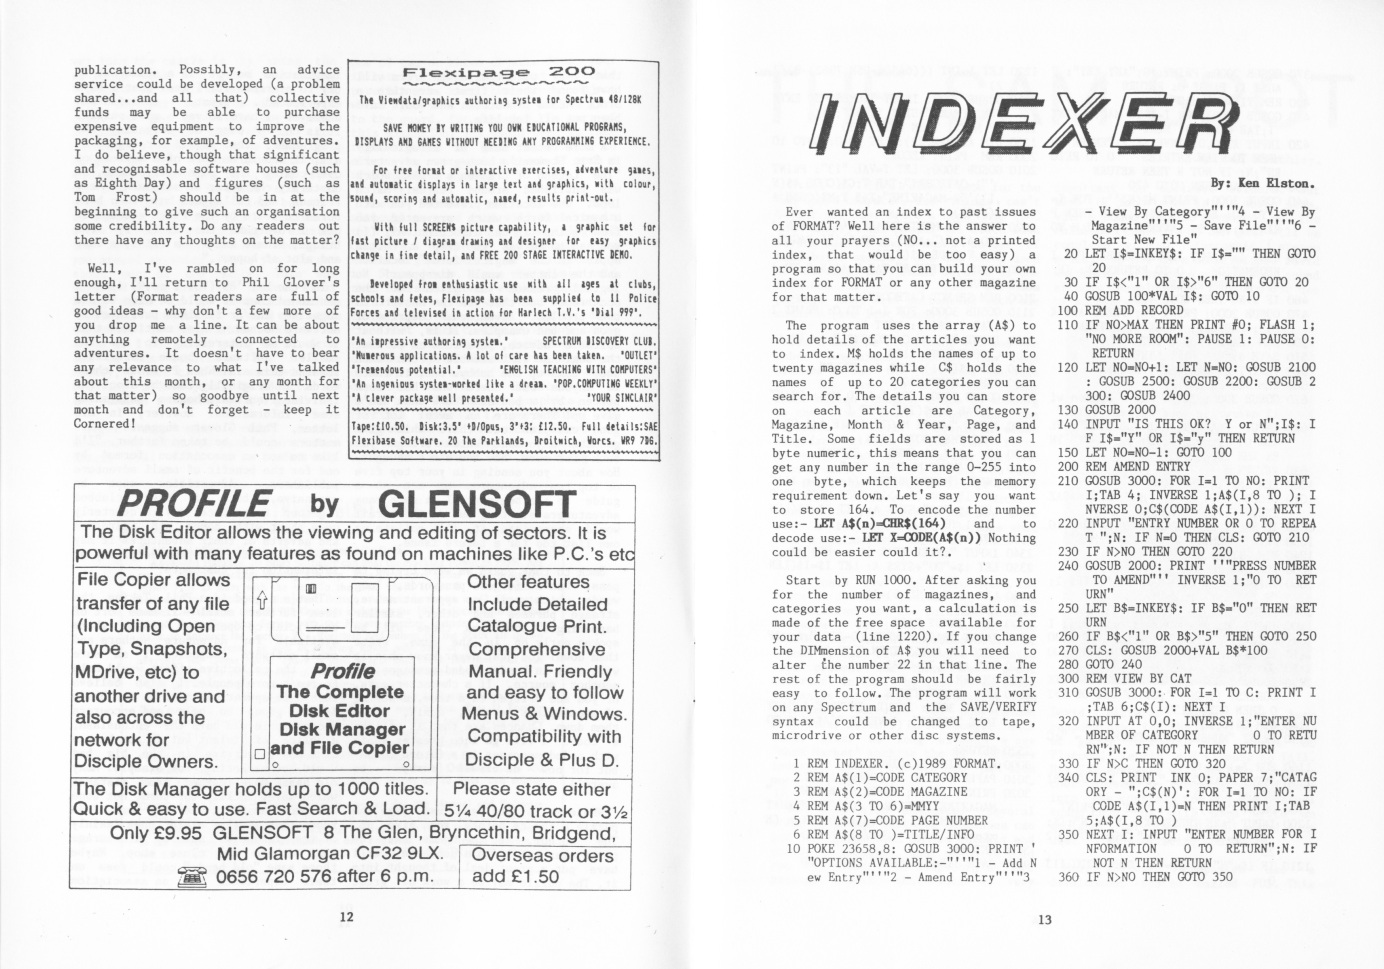 publication. Possibly, an advice
service could be developed (a problem
shared...and all that) collective
funds may be able to purchase
expensive equipment to improve the
packaging, for example, of adventures.
I do believe, though that significant
and recognisable software houses (such
as Eighth Day) and figures (such as
Tom Frost) should be in at the
beginning to give such an organisation
some credibility. Do any readers out
there have any thoughts on the matter?
Well, I've rambled on for long
enough, I'll return to Phil Glover's
letter (Format readers are full of
good ideas - why don't a few more of
you drop me a line. It can be about
anything remotely connected to
adventures. It doesn't have to bear
any relevance to what I've talked
about this month, or any month for
that matter) so goodbye until next
month and don't forget - keep it
Cornered!
Flexipage 200
The Viewdata/graphics authoring system for Spectrum 48/128K
SAVE MONEY BY WRITING YOU OWN EDUCATIONAL PROGRAMS,
DISPLAYS AND GAMES WITHOUT NEEDING ANY PROGRAMMING EXPERIENCE.
For free format or interactive exercises, adventure games,
and automatic displays in large text and graphics, with colour,
sound, scoring and automatic, named, results print-out.
With full SCREEN$ picture capability, a graphic set for
fast picture / diagram drawing and designer for easy graphics
change in fine detail, and FREE 200 STAGE INTERACTIVE DEMO.
Developed from enthusiastic use with all ages at clubs,
schools and fetes, Flexipage has been supplied to 11 Police
Forces and televised in action for Harlech T.V.'s 'Dial 999'.
"An impressive authoring system." SPECTRUM DISCOVERY CLUB.
"Numerous applications. A lot of care has been taken. "OUTLET"
"Tremendous potential." "ENGLISH TEACHING WITH COMPUTERS"
"An ingenious system-worked like a dream. "POP.COMPUTING WEEKLY"
"A clever package well presented." "YOUR SINCLAIR"
Tape:£10.50. Disk:3.5" +D/Opus, 3"+3: £12.50. Full details:SAE
Flexibase Software. 20 The Parklands, Droitwich, Worcs. WR9 7DG.
PROFILE by GLENSOFT
The Disk Editor allows the viewing and editing of sectors. It is
powerful with many features as found on machines like P.C.'s etc
File Copier allows
transfer of any file
(Including Open
Type, Snapshots,
MDrive, etc) to
another drive and
also across the
network for
Disciple Owners.
Profile
The Complete
Disk Editor
Disk Manager
and File Copier
Other features
Include Detailed
Catalogue Print.
Comprehensive
Manual. Friendly
and easy to follow
Menus & Windows.
Compatibility with
Disciple & Plus D.
The Disk Manager holds up to 1000 titles.
Quick & easy to use. Fast Search & Load.
Please state either
5¼ 40/80 track or 3½
Only £9.95 GLENSOFT 8 The Glen, Bryncethin, Bridgend,
Mid Glamorgan CF32 9LX.
0656 720 576 after 6 p.m.
Overseas orders
add £1.50
12
INDEXER
By: Ken Elston.
Ever wanted an index to past issues
of FORMAT? Well here is the answer to
all your prayers (NO... not a printed
index, that would be too easy) a
program so that you can build your own
index for FORMAT or any other magazine
for that matter.
The program uses the array (A$) to
hold details of the articles you want
to index. M$ holds the names of up to
twenty magazines while C$ holds the
names of up to 20 categories you can
search for. The details you can store
on each article are Category,
Magazine, Month & Year, Page, and
Title. Some fields are stored as 1
byte numeric, this means that you can
get any number in the range 0-255 into
one byte, which keeps the memory
requirement down. Let's say you want
to store 164. To encode the number
use:- LET A$(n)=CHR$(164) and to
decode use:- LET X=CODE(A$(n)) Nothing
could be easier could it?.
Start by RUN 1000. After asking you
for the number of magazines, and
categories you want, a calculation is
made of the free space available for
your data (line 1220). If you change
the DIMmension of A$ you will need to
alter the number 22 in that line. The
rest of the program should be fairly
easy to follow. The program will work
on any Spectrum and the SAVE/VERIFY
syntax could be changed to tape,
microdrive or other disc systems.
1 REM INDEXER. (c)1989 FORMAT.
2 REM A$(1)=CODE CATEGORY
3 REM A$(2)=CODE MAGAZINE
4 REM A$(3 TO 6)=MMYY
5 REM A$(7)=CODE PAGE NUMBER
6 REM A$(8 TO )=TITLE/INFO
10 POKE 23658,8: GOSUB 3000: PRINT '
"OPTIONS AVAILABLE:-"''"1 - Add N
ew Entry"''"2 - Amend Entry"''"3
- View By Category"''"4 - View By
Magazine"''"5 - Save File"''"6 -
Start New File"
20 LET I$=INKEY$: IF I$="" THEN GOTO
20
30 IF I$<"1" OR I$>"6" THEN GOTO 20
40 GOSUB 100*VAL I$: GOTO 10
100 REM ADD RECORD
110 IF NO>MAX THEN PRINT #0; FLASH 1;
"NO MORE ROOM": PAUSE 1: PAUSE 0:
RETURN
120 LET NO=NO+1: LET N=NO: GOSUB 2100
: GOSUB 2500: GOSUB 2200: GOSUB 2
300: GOSUB 2400
130 GOSUB 2000
140 INPUT "IS THIS OK? Y or N";I$: I
F I$="Y" OR I$="y" THEN RETURN
150 LET NO=NO-1: GOTO 100
200 REM AMEND ENTRY
210 GOSUB 3000: FOR I=1 TO NO: PRINT
I;TAB 4; INVERSE 1;A$(I,8 TO ); I
NVERSE 0;C$(CODE A$(I,1)): NEXT I
220 INPUT "ENTRY NUMBER OR 0 TO REPEA
T ";N: IF N=0 THEN CLS: GOTO 210
230 IF N>NO THEN GOTO 220
240 GOSUB 2000: PRINT ''"PRESS NUMBER
TO AMEND"'' INVERSE 1;"0 TO RET
URN"
250 LET B$=INKEY$: IF B$="0" THEN RET
URN
260 IF B$<"1" OR B$>"5" THEN GOTO 250
270 CLS: GOSUB 2000+VAL B$*100
280 GOTO 240
300 REM VIEW BY CAT
310 GOSUB 3000: FOR I=1 TO C: PRINT I
;TAB 6;C$(I): NEXT I
320 INPUT AT 0,0; INVERSE 1;"ENTER NU
MBER OF CATEGORY 0 TO RETU
RN";N: IF NOT N THEN RETURN
330 IF N>C THEN GOTO 320
340 CLS: PRINT INK 0; PAPER 7;"CATAG
ORY - ";C$(N)': FOR I=1 TO NO: IF
CODE A$(I,1)=N THEN PRINT I;TAB
5;A$(I,8 TO )
350 NEXT I: INPUT "ENTER NUMBER FOR I
NFORMATION 0 TO RETURN";N: IF
NOT N THEN RETURN
360 IF N>NO THEN GOTO 350
13